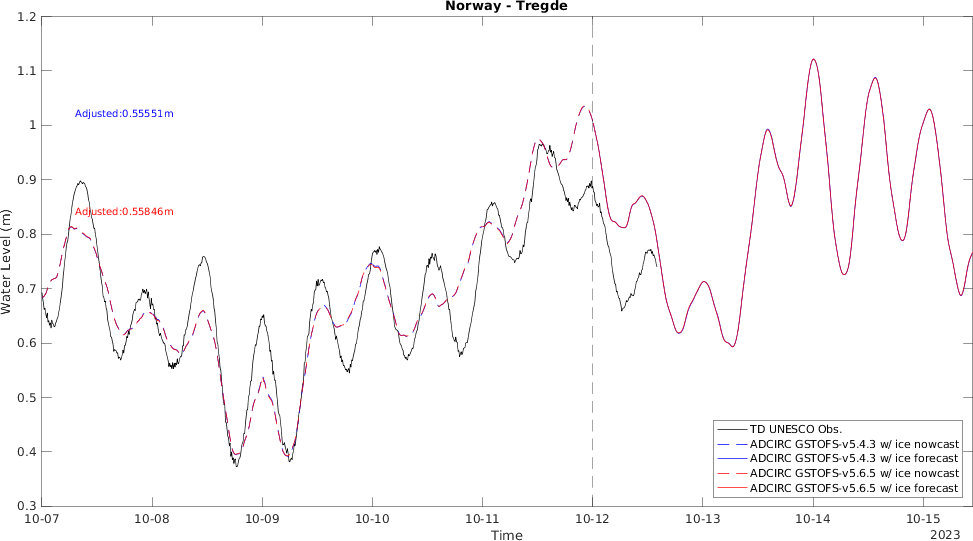 Norway - Tregde
1.2
1.1
1
0.9
0.8
0.7
0.6
0.5
0.4
0.3
Water Level (m)
Adjusted:0.55551m
Adjusted:0.55846m
TD UNESCO Obs.
ADCIRC GSTOFS-v5.4.3 w/ ice nowcast
ADCIRC GSTOFS-v5.4.3 w/ ice forecast
ADCIRC GSTOFS-v5.6.5 w/ ice nowcast
ADCIRC GSTOFS-v5.6.5 w/ ice forecast
10-07 10-08 10-09 10-10 10-11 10-12 10-13 10-14 10-15
Time
2023